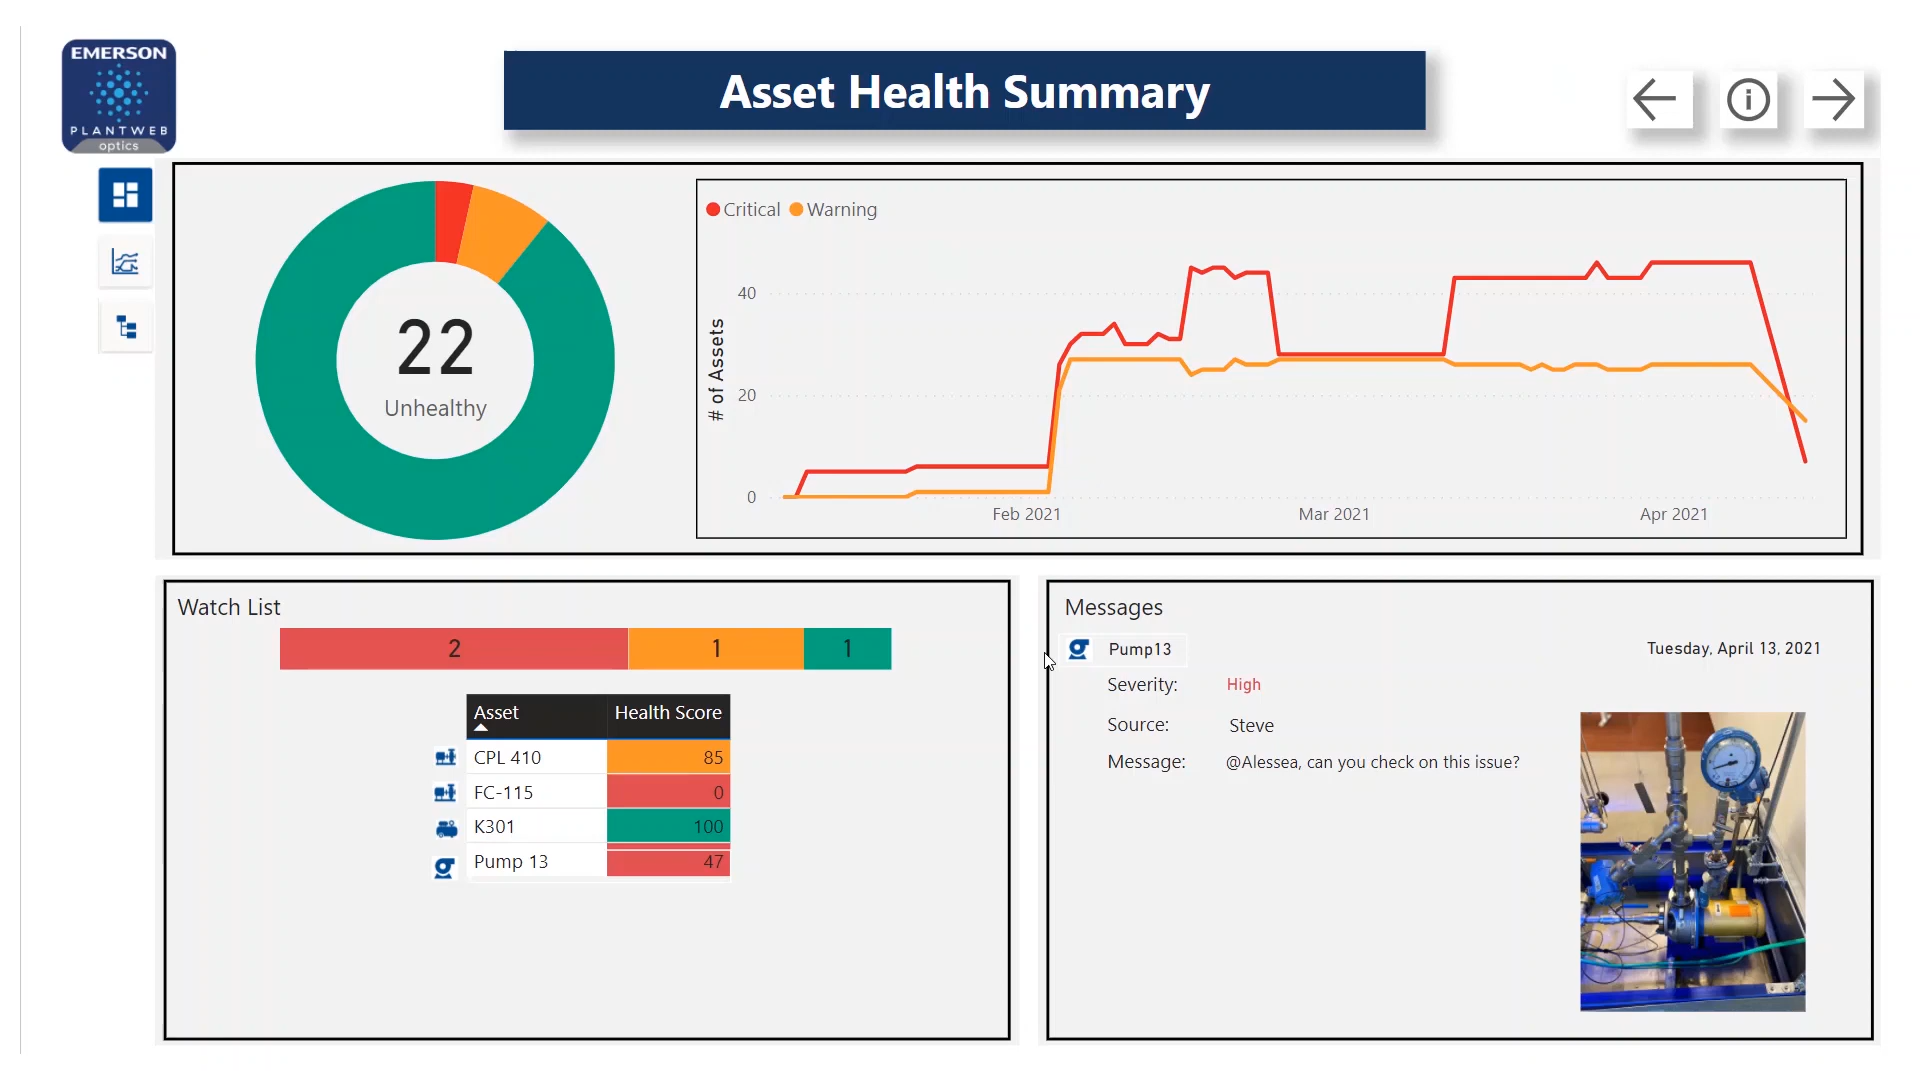 EMERSON
PLANTWEB
optics
Asset Health Summary
22
Unhealthy
Critical Warning
# of Assets
40
20
0
Feb 2021 Mar 2021 Apr 2021
Watch List
2 1 1
Asset Health Score
CPL 410 85
FC-115 0
K301 100
Pump 13 47
Messages
Pump13 Tuesday, April 13, 2021
Severity: High
Source: Steve
Message: @Alessea, can you check on this issue?